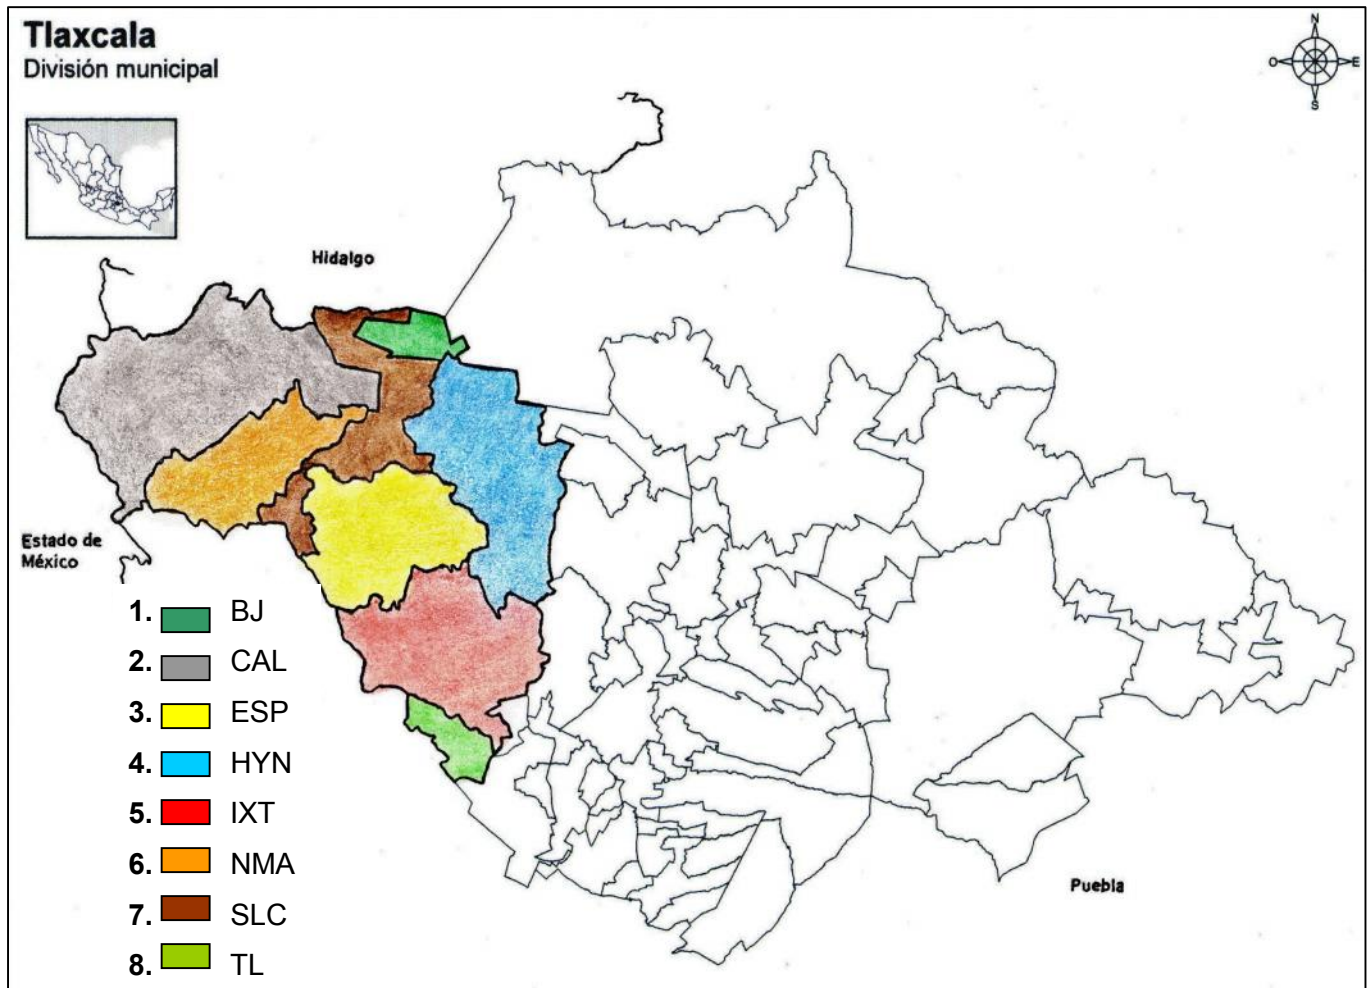 Tlaxcala
División municipal
N
O
E
S
Hidalgo
Estado de
México
1. BJ
2. CAL
3. ESP
4. HYN
5. IXT
6. NMA
7. SLC
8. TL
Puebla